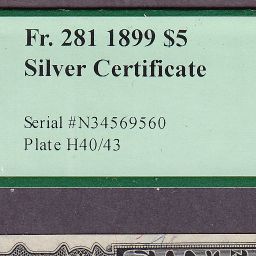 Fr. 281 1899 $5
Silver Certificate
Serial #N34569560
Plate H40/43